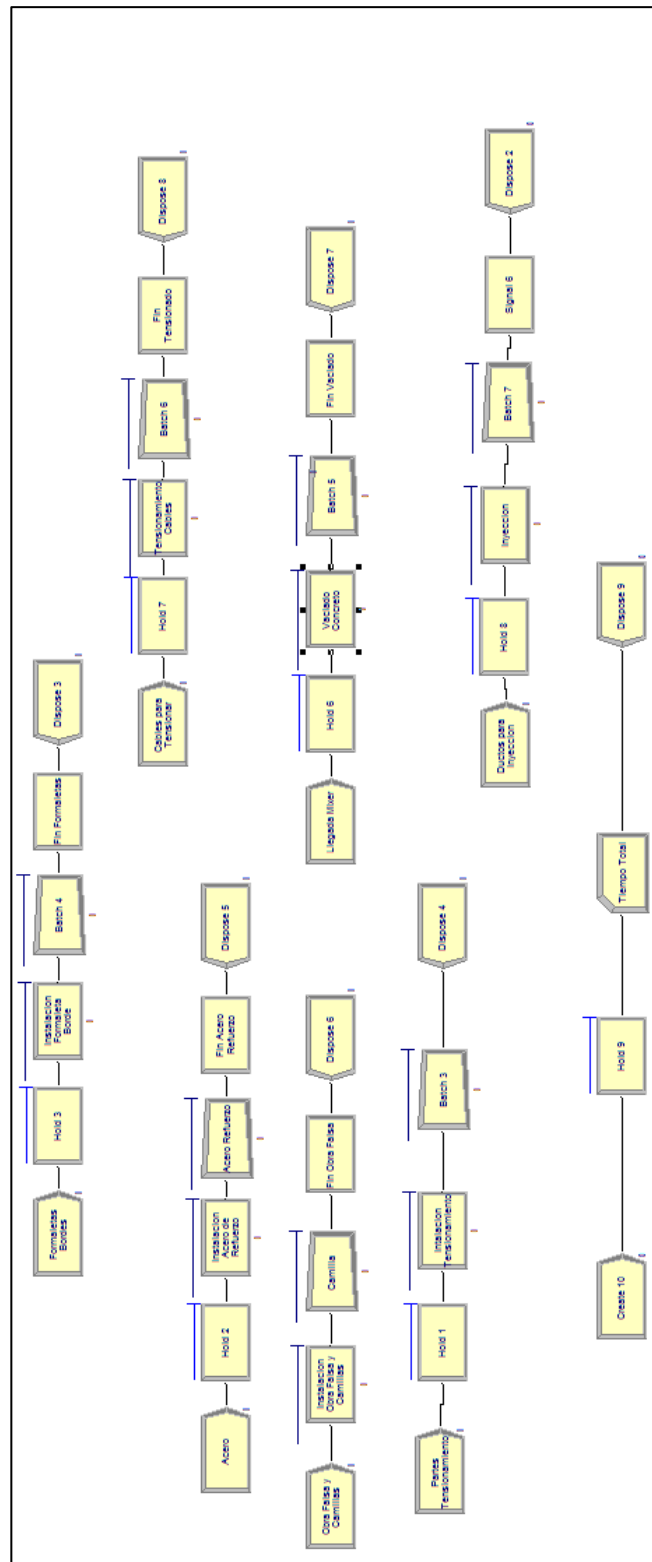 Formaletas
Bordes
Hold 3
Instalacion
Formaleta
Borde
Batch 4
Fin Formaletas
Dispose 3
Cables para
Tensionar
Hold 7
Tensionamiento
Cables
Batch 6
Fin
Tensionado
Dispose 8
Acero
Hold 2
Instalacion
Acero de
Refuerzo
Acero Refuerzo
Fin Acero
Refuerzo
Dispose 5
Obra Falsa y
Camillas
Instalacion
Obra Falsa y
Camillas
Camilla
Fin Obra Falsa
Dispose 6
Llegada Mixer
Hold 6
Vaciado
Concreto
Batch 5
Fin Vaciado
Dispose 7
Partes
Tensionamiento
Hold 1
Intalacion
Tensionamiento
Batch 3
Dispose 4
Ductos para
Inyeccion
Hold 8
Inyeccion
Batch 7
Signal 6
Dispose 2
Create 10
Hold 9
Tiempo Total
Dispose 9